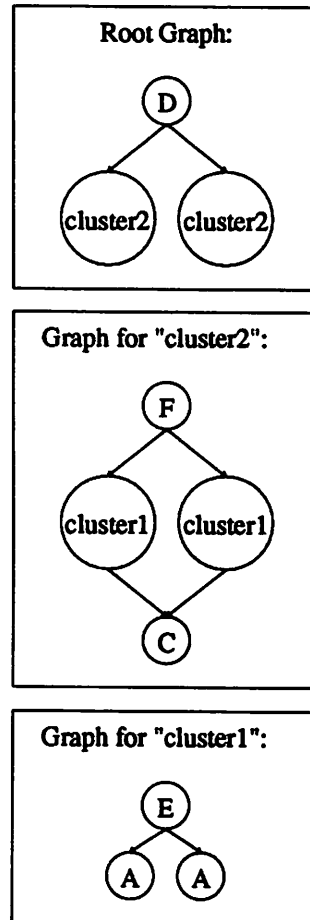 Root Graph:
D
cluster2 cluster2
Graph for "cluster2":
F
cluster1 cluster1
C
Graph for "cluster1":
E
A A